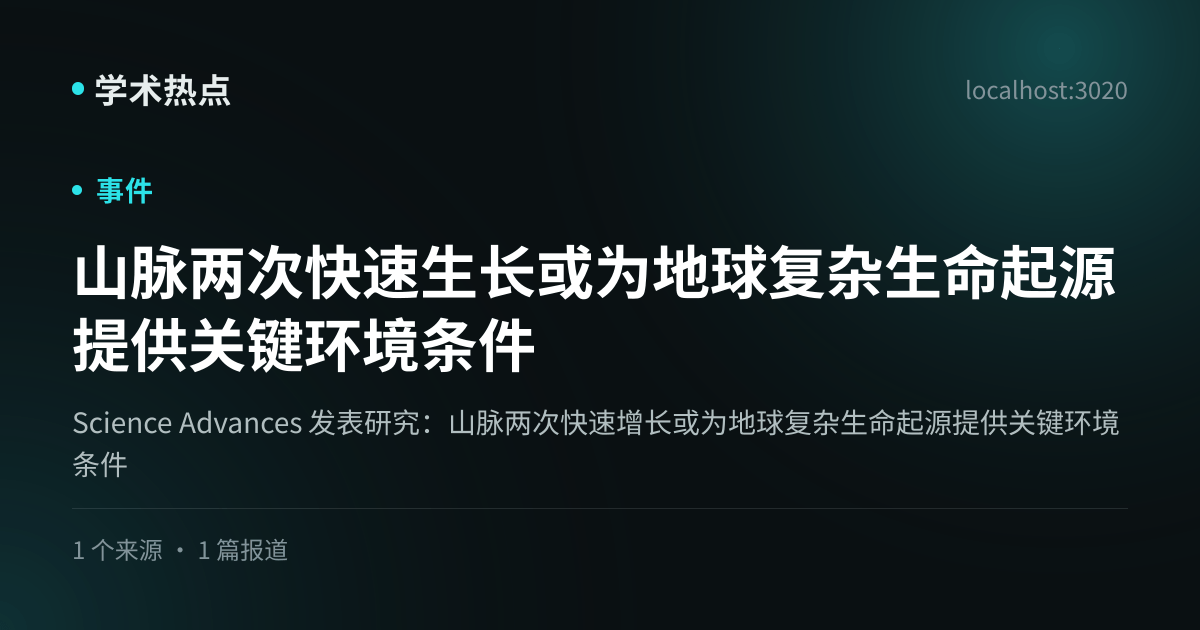 学术热点
localhost:3020
事件
山脉两次快速生长或为地球复杂生命起源
提供关键环境条件
Science Advances 发表研究：山脉两次快速增长或为地球复杂生命起源提供关键环境
条件
1 个来源 · 1 篇报道